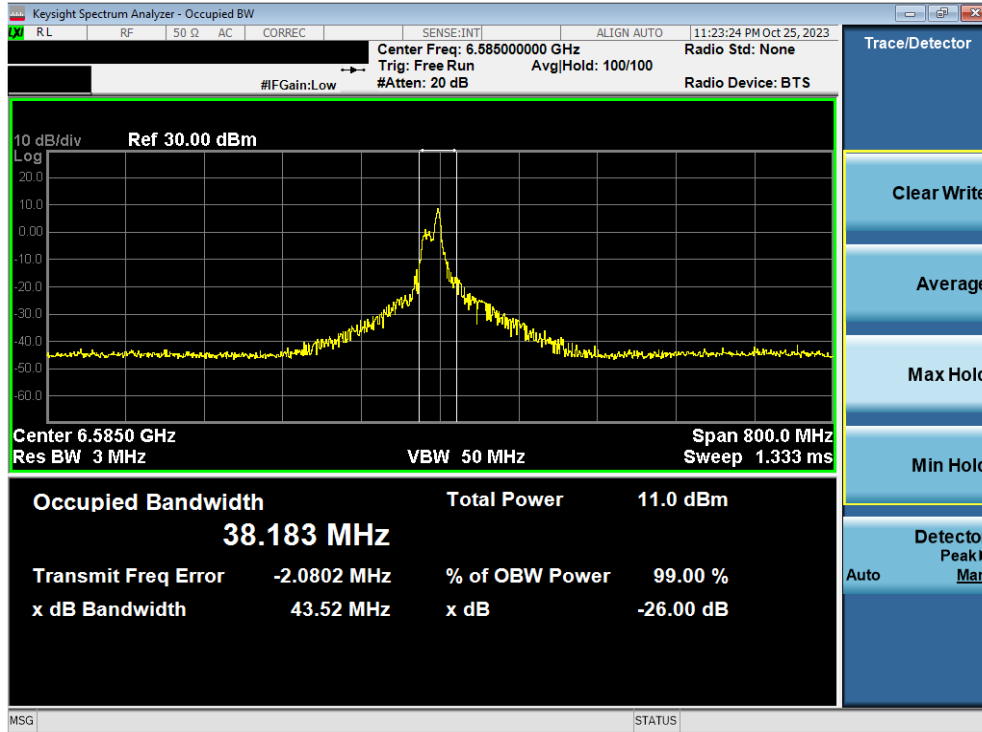 Keysight Spectrum Analyzer - Occupied BW
LXI RL RF 50 Ω AC CORREC SENSE:INT ALIGN AUTO 11:23:24 PM Oct 25, 2023
Center Freq: 6.585000000 GHz Radio Std: None
Trig: Free Run Avg|Hold: 100/100
#IFGain:Low #Atten: 20 dB Radio Device: BTS
Trace/Detector
10 dB/div Ref 30.00 dBm
Log
20.0
10.0
0.00
-10.0
-20.0
-30.0
-40.0
-50.0
-60.0
Center 6.5850 GHz Span 800.0 MHz
Res BW 3 MHz VBW 50 MHz Sweep 1.333 ms
Occupied Bandwidth Total Power 11.0 dBm
38.183 MHz
Transmit Freq Error -2.0802 MHz % of OBW Power 99.00 %
x dB Bandwidth 43.52 MHz x dB -26.00 dB
Clear Write
Average
Max Hold
Min Hold
Detector
Peak
Auto Man
MSG STATUS